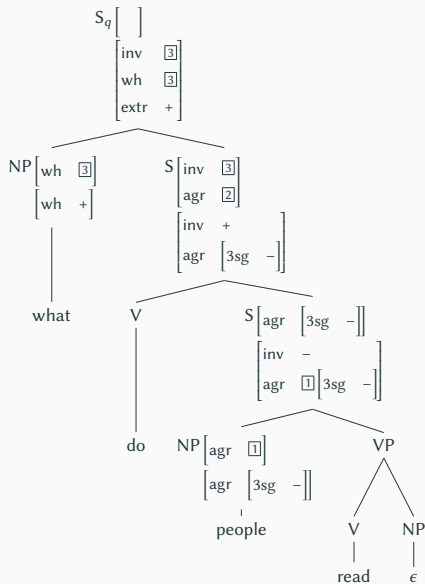 S_q [ ]
[inv 3
wh 3
extr +]
NP [wh 3] S [inv 3
agr 2]
[wh +] [inv +
agr [3sg –]]
what V S [agr [3sg –]]
[inv –
agr 1 [3sg –]]
do NP [agr 1] VP
[agr [3sg –]]
people V NP
read ϵ